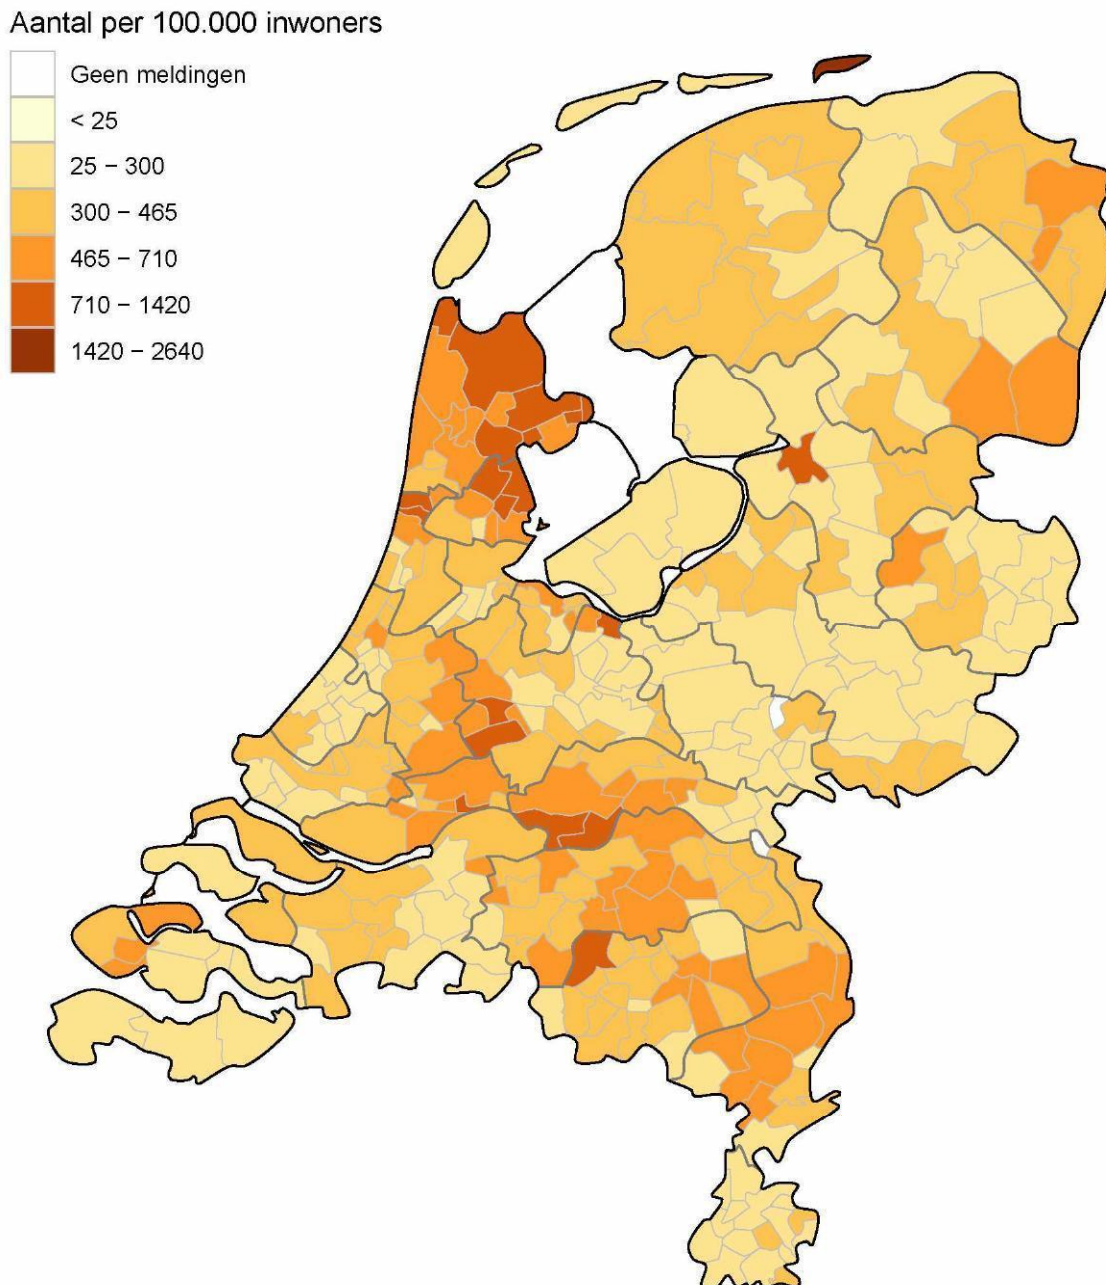 Aantal per 100.000 inwoners
Geen meldingen
< 25
25 − 300
300 − 465
465 − 710
710 − 1420
1420 − 2640